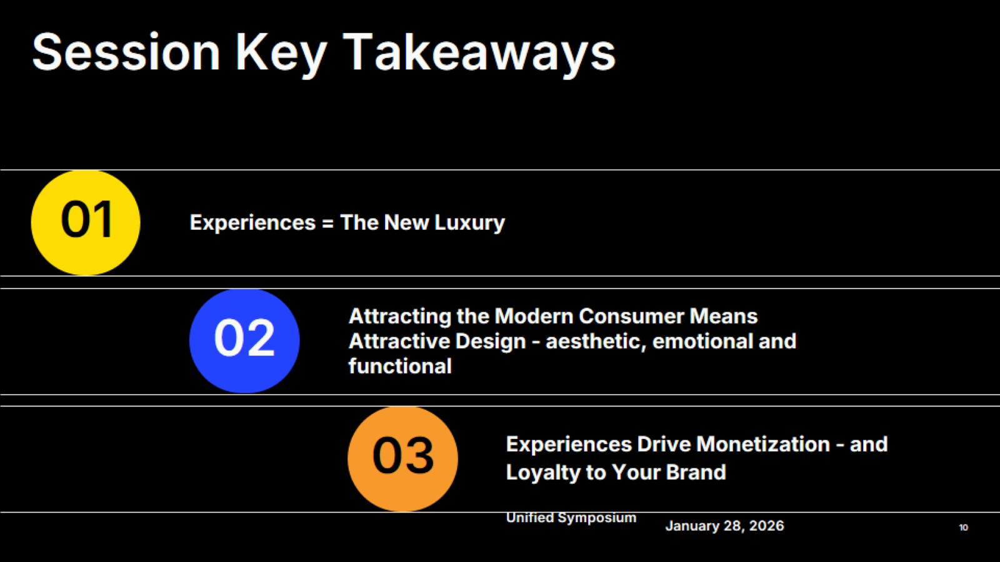 Session Key Takeaways
01
Experiences = The New Luxury
02
Attracting the Modern Consumer Means
Attractive Design - aesthetic, emotional and
functional
03
Experiences Drive Monetization - and
Loyalty to Your Brand
Unified Symposium
January 28, 2026
10